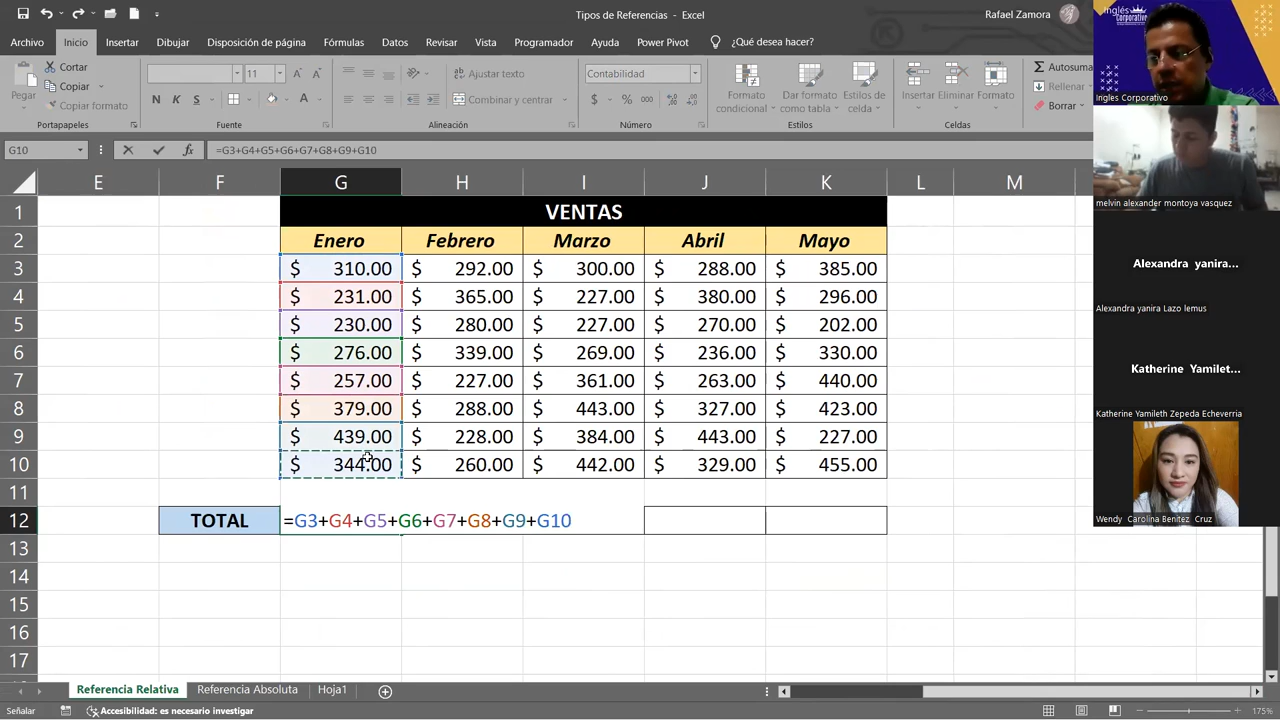 Tipos de Referencias - Excel
Rafael Zamora
Archivo Inicio Insertar Dibujar Disposición de página Fórmulas Datos Revisar Vista Programador Ayuda Power Pivot ¿Qué desea hacer?
Pegar
Cortar
Copiar
Copiar formato
Portapapeles
11
N K S
Fuente
Ajustar texto
Combinar y centrar
Alineación
Contabilidad
$ % 000
Número
Formato condicional
Dar formato como tabla
Estilos de celda
Estilos
Insertar Eliminar Formato
Celdas
Autosuma
Rellenar
Borrar
G10 fx =G3+G4+G5+G6+G7+G8+G9+G10
E F G H I J K L M
1 VENTAS
2 Enero Febrero Marzo Abril Mayo
3 $ 310.00 $ 292.00 $ 300.00 $ 288.00 $ 385.00
4 $ 231.00 $ 365.00 $ 227.00 $ 380.00 $ 296.00
5 $ 230.00 $ 280.00 $ 227.00 $ 270.00 $ 202.00
6 $ 276.00 $ 339.00 $ 269.00 $ 236.00 $ 330.00
7 $ 257.00 $ 227.00 $ 361.00 $ 263.00 $ 440.00
8 $ 379.00 $ 288.00 $ 443.00 $ 327.00 $ 423.00
9 $ 439.00 $ 228.00 $ 384.00 $ 443.00 $ 227.00
10 $ 344.00 $ 260.00 $ 442.00 $ 329.00 $ 455.00
11
12 TOTAL =G3+G4+G5+G6+G7+G8+G9+G10
13
14
15
16
17
Referencia Relativa Referencia Absoluta Hoja1
Señalar Accesibilidad: es necesario investigar
175%
Inglés Corporativo
Ingles Corporativo
melvin alexander montoya vasquez
Alexandra yanira...
Alexandra yanira Lazo lemus
Katherine Yamilet...
Katherine Yamileth Zepeda Echeverria
Wendy Carolina Benitez Cruz